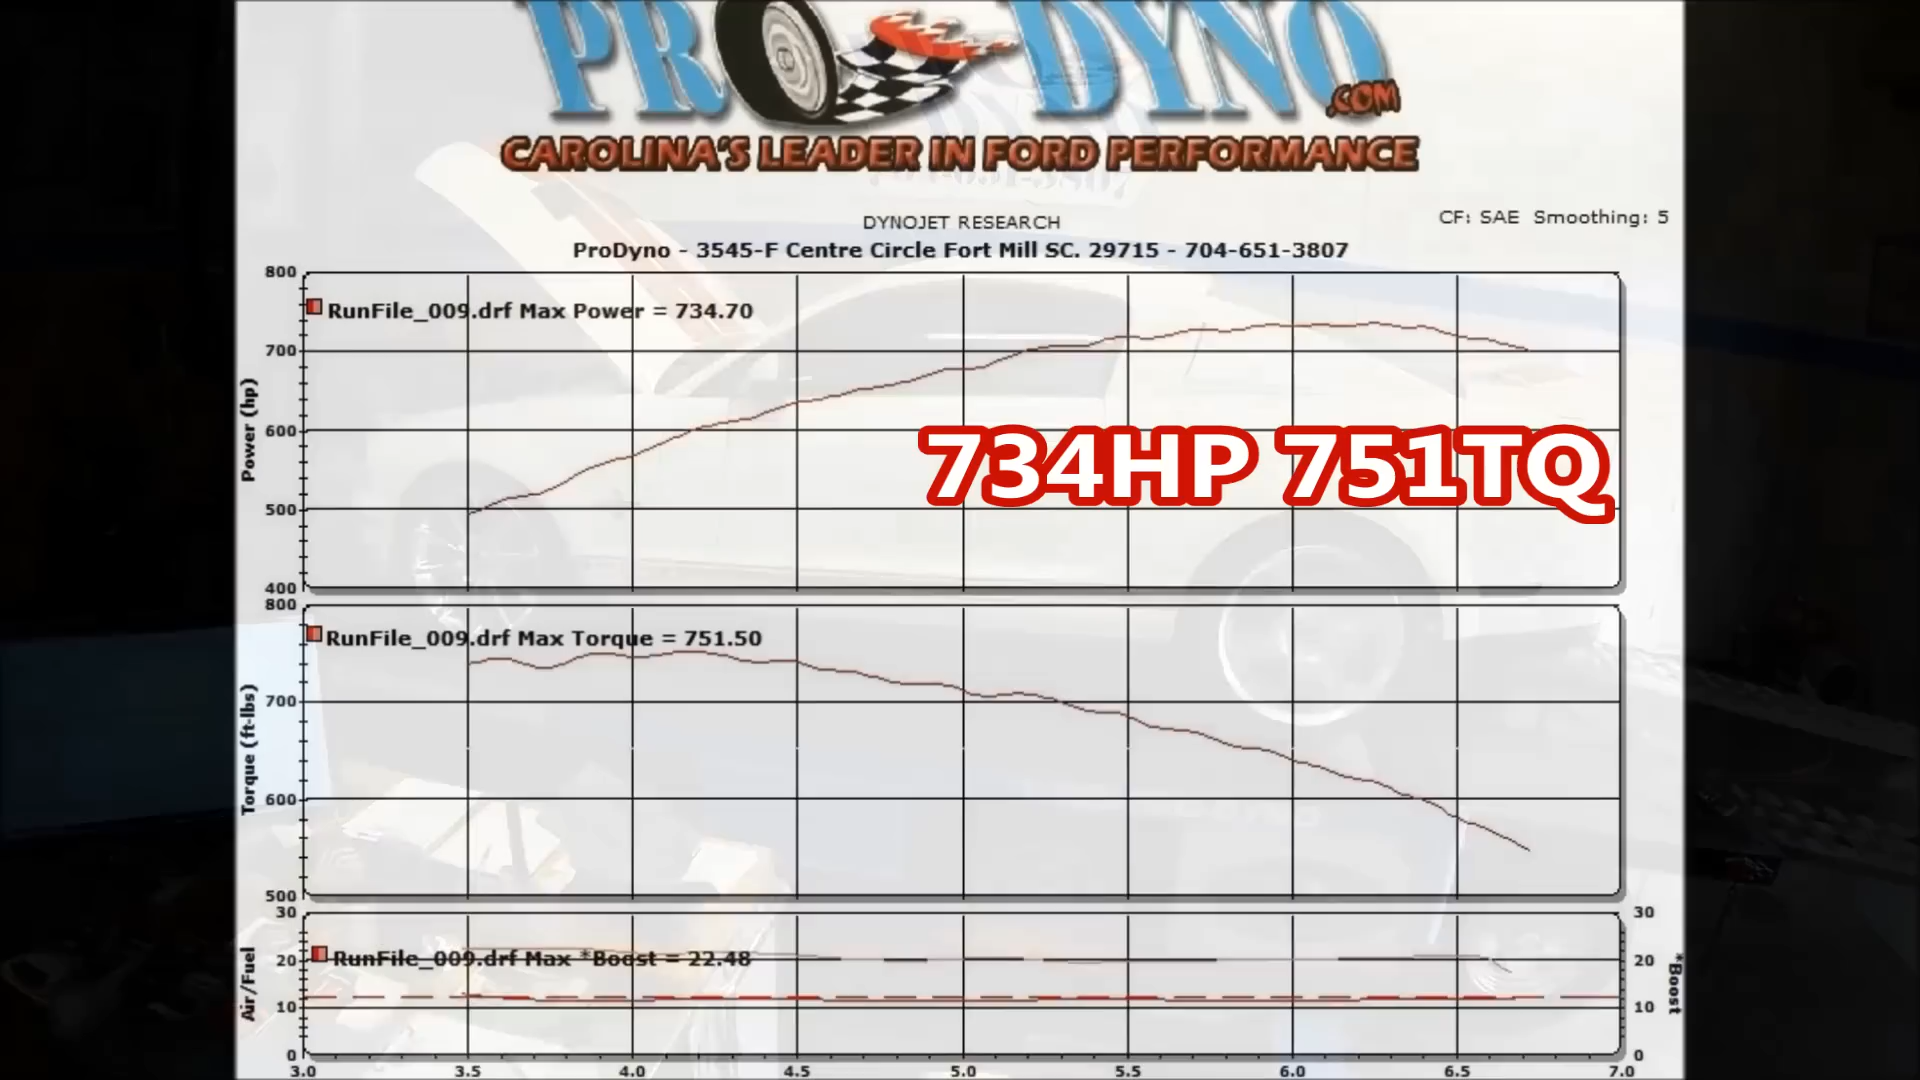 PRO DYNO
.COM
CAROLINA'S LEADER IN FORD PERFORMANCE
DYNOJET RESEARCH
CF: SAE Smoothing: 5
ProDyno - 3545-F Centre Circle Fort Mill SC. 29715 - 704-651-3807
800
RunFile_009.drf Max Power = 734.70
700
Power (hp)
600
734HP 751TQ
500
400
800
RunFile_009.drf Max Torque = 751.50
700
Torque (ft-lbs)
600
500
30 30
RunFile_009.drf Max *Boost = 22.48
20 20
Air/Fuel
*Boost
10 10
0 0
3.0 3.5 4.0 4.5 5.0 5.5 6.0 6.5 7.0